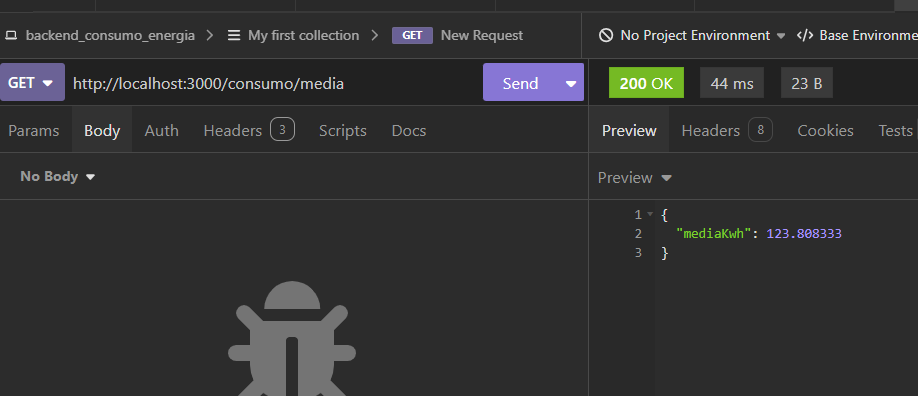 backend_consumo_energia > My first collection > GET New Request
No Project Environment </> Base Environme
GET http://localhost:3000/consumo/media Send
200 OK 44 ms 23 B
Params Body Auth Headers 3 Scripts Docs
Preview Headers 8 Cookies Tests
No Body
Preview
1 {
2 "mediaKwh": 123.808333
3 }